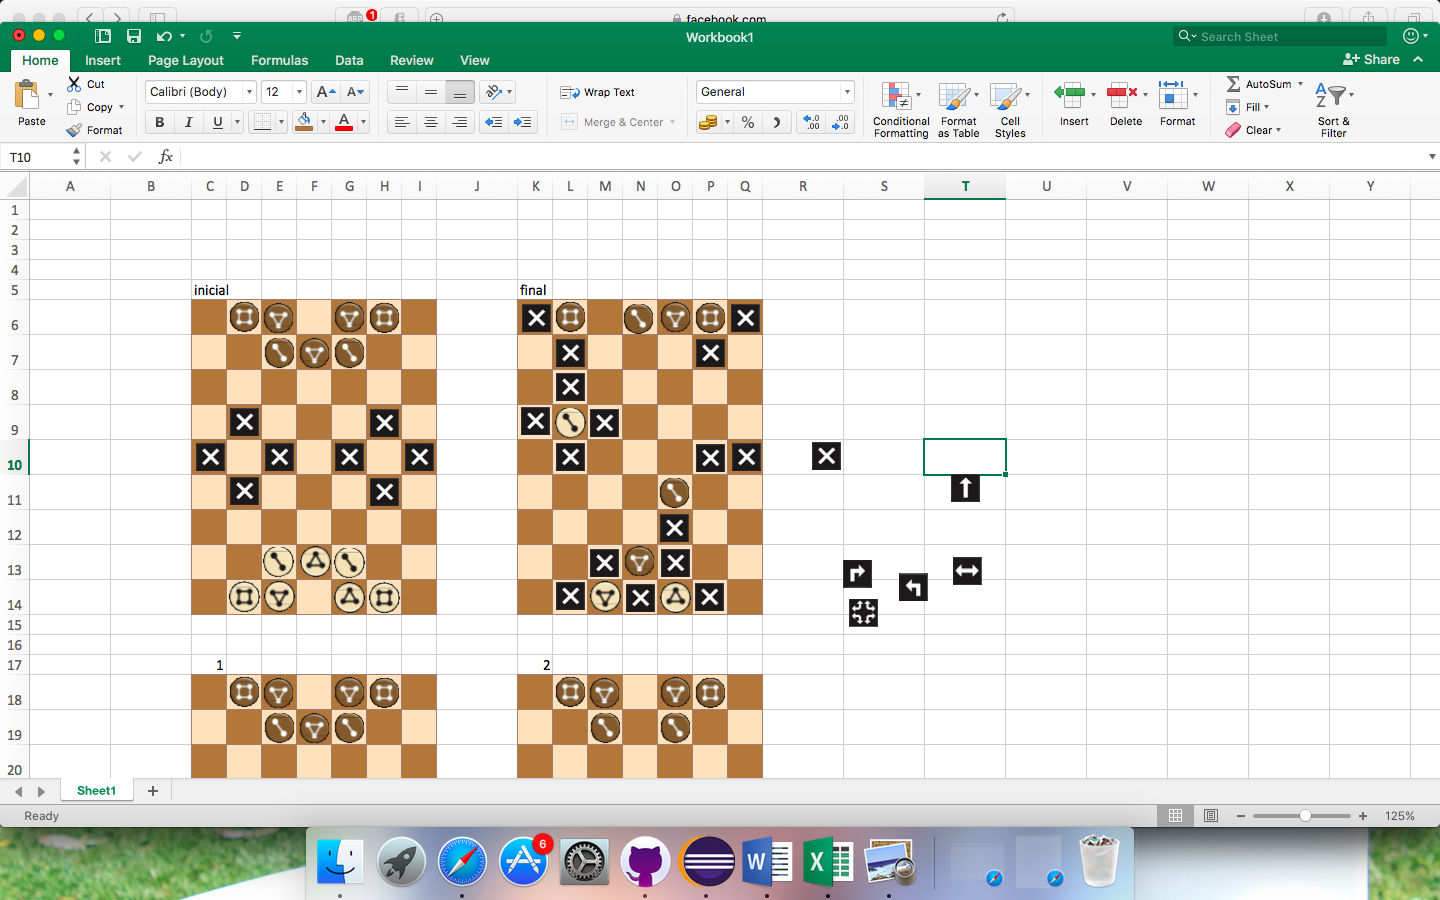 facebook.com
ABP 1
Workbook1
Search Sheet
Home Insert Page Layout Formulas Data Review View Share
Paste Cut Copy Format
Calibri (Body) 12 A A
B I U A
Wrap Text
Merge & Center
General
%
Conditional Formatting
Format as Table
Cell Styles
Insert Delete Format
AutoSum
Fill
Clear
Sort & Filter
T10 fx
A B C D E F G H I J K L M N O P Q R S T U V W X Y
1
2
3
4
5 inicial final
6
7
8
9
10
11
12
13
14
15
16
17 1 2
18
19
20
Sheet1
Ready 125%
6
W X